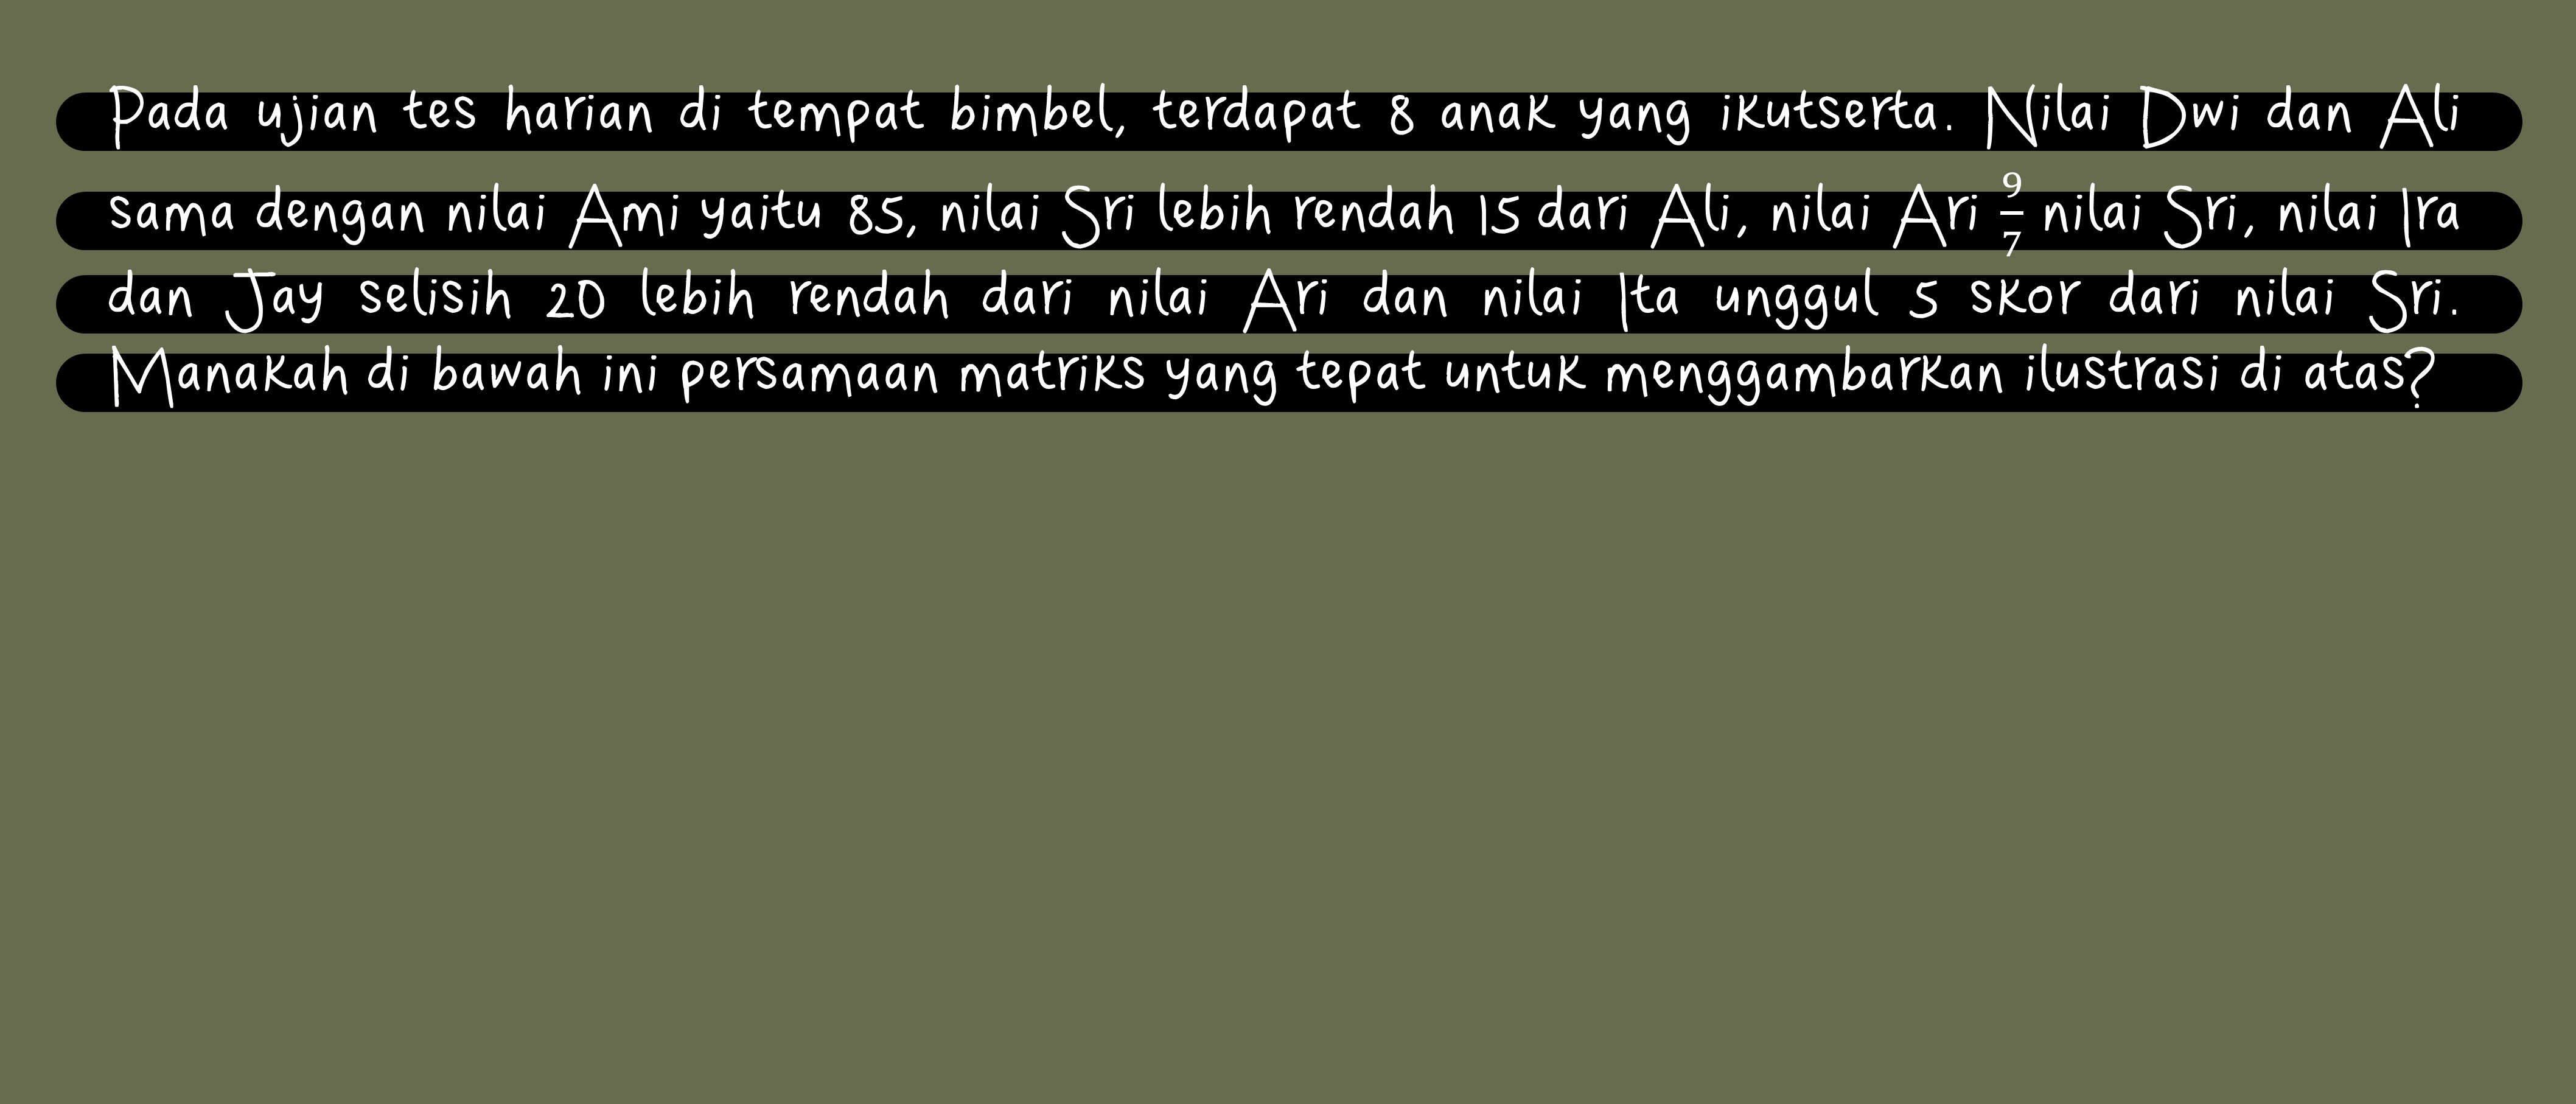 Pada ujian tes harian di tempat bimbel, terdapat 8 anak yang ikutserta. Nilai Dwi dan Ali
sama dengan nilai Ami yaitu 85, nilai Sri lebih rendah 15 dari Ali, nilai Ari 9/7 nilai Sri, nilai Ira
dan Jay selisih 20 lebih rendah dari nilai Ari dan nilai Ita unggul 5 skor dari nilai Sri.
Manakah di bawah ini persamaan matriks yang tepat untuk menggambarkan ilustrasi di atas?